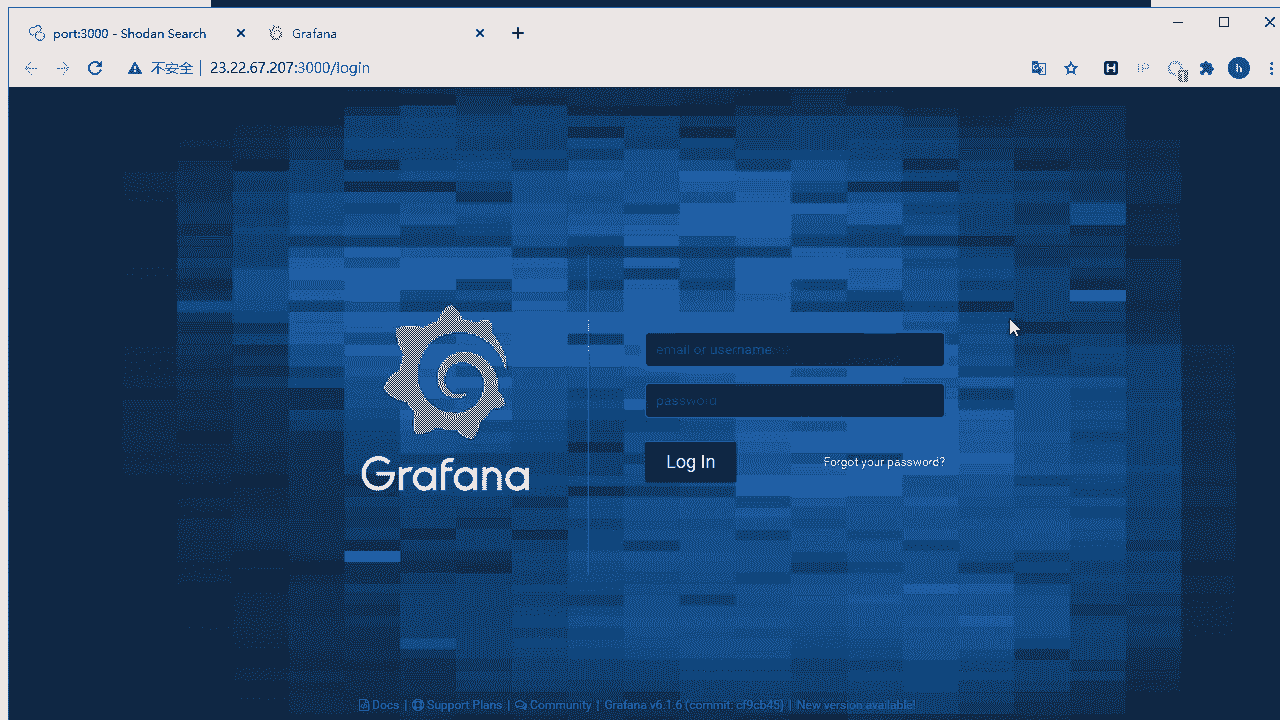 port:3000 - Shodan Search
Grafana
不安全 | 23.22.67.207:3000/login
email or username
password
Log In
Forgot your password?
Grafana
Docs | Support Plans | Community | Grafana v6.1.6 (commit: cf9cb45) | New version available!